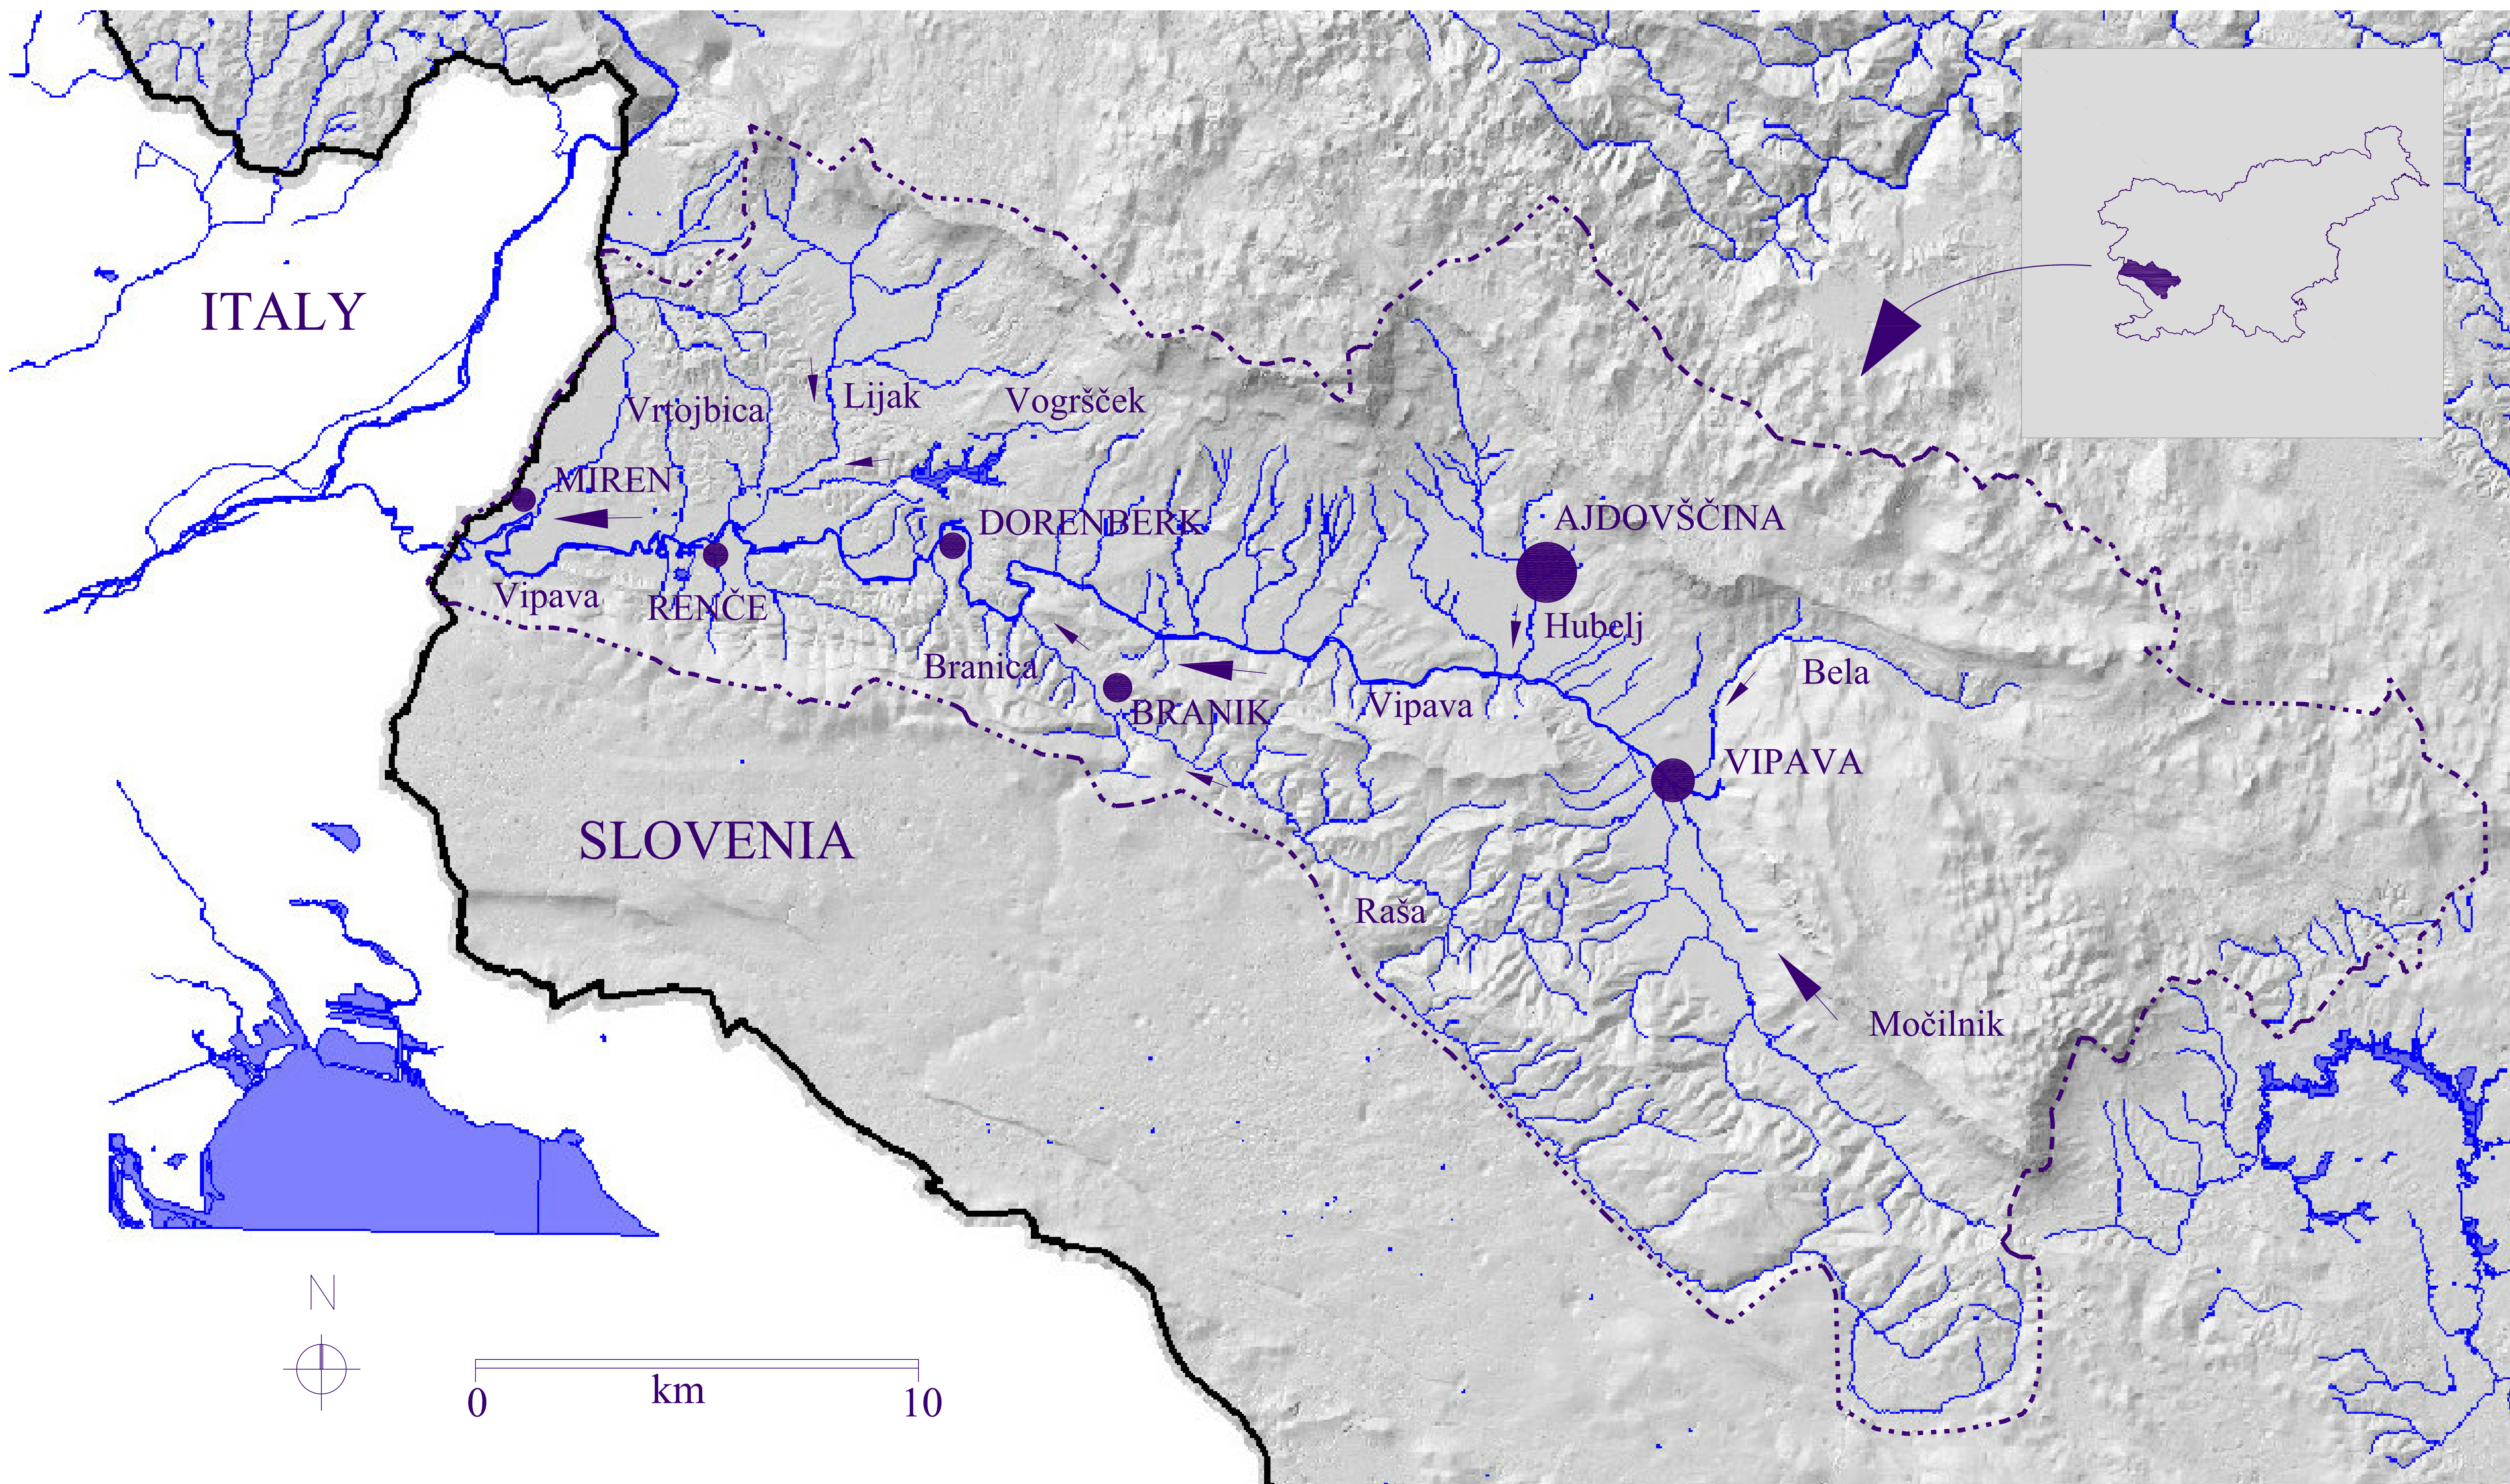 ITALY
Vrtojbica
Lijak
Vogršček
MIREN
DORENBERK
AJDOVŠČINA
Vipava
RENČE
Hubelj
Branica
Bela
BRANIK
Vipava
VIPAVA
SLOVENIA
Raša
Močilnik
N
0
km
10